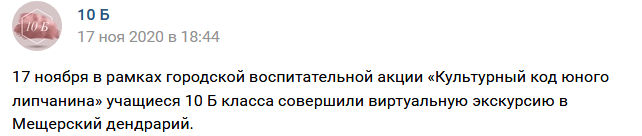 10 Б
10 Б
17 ноя 2020 в 18:44
17 ноября в рамках городской воспитательной акции «Культурный код юного
липчанина» учащиеся 10 Б класса совершили виртуальную экскурсию в
Мещерский дендрарий.